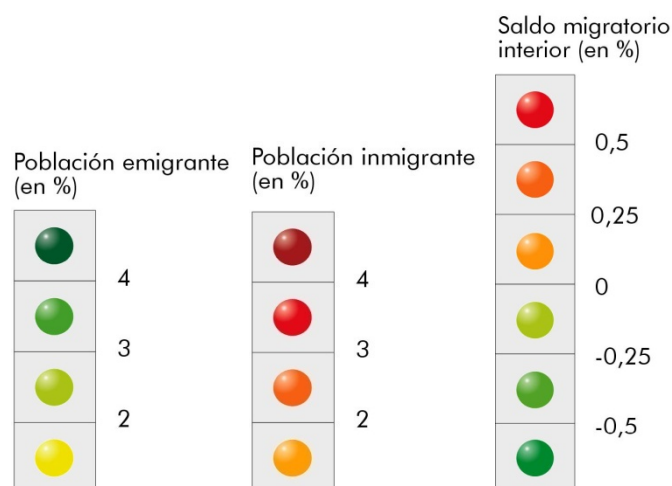 Saldo migratorio
interior (en %)
0,5
0,25
0
-0,25
-0,5
Población emigrante
(en %)
4
3
2
Población inmigrante
(en %)
4
3
2